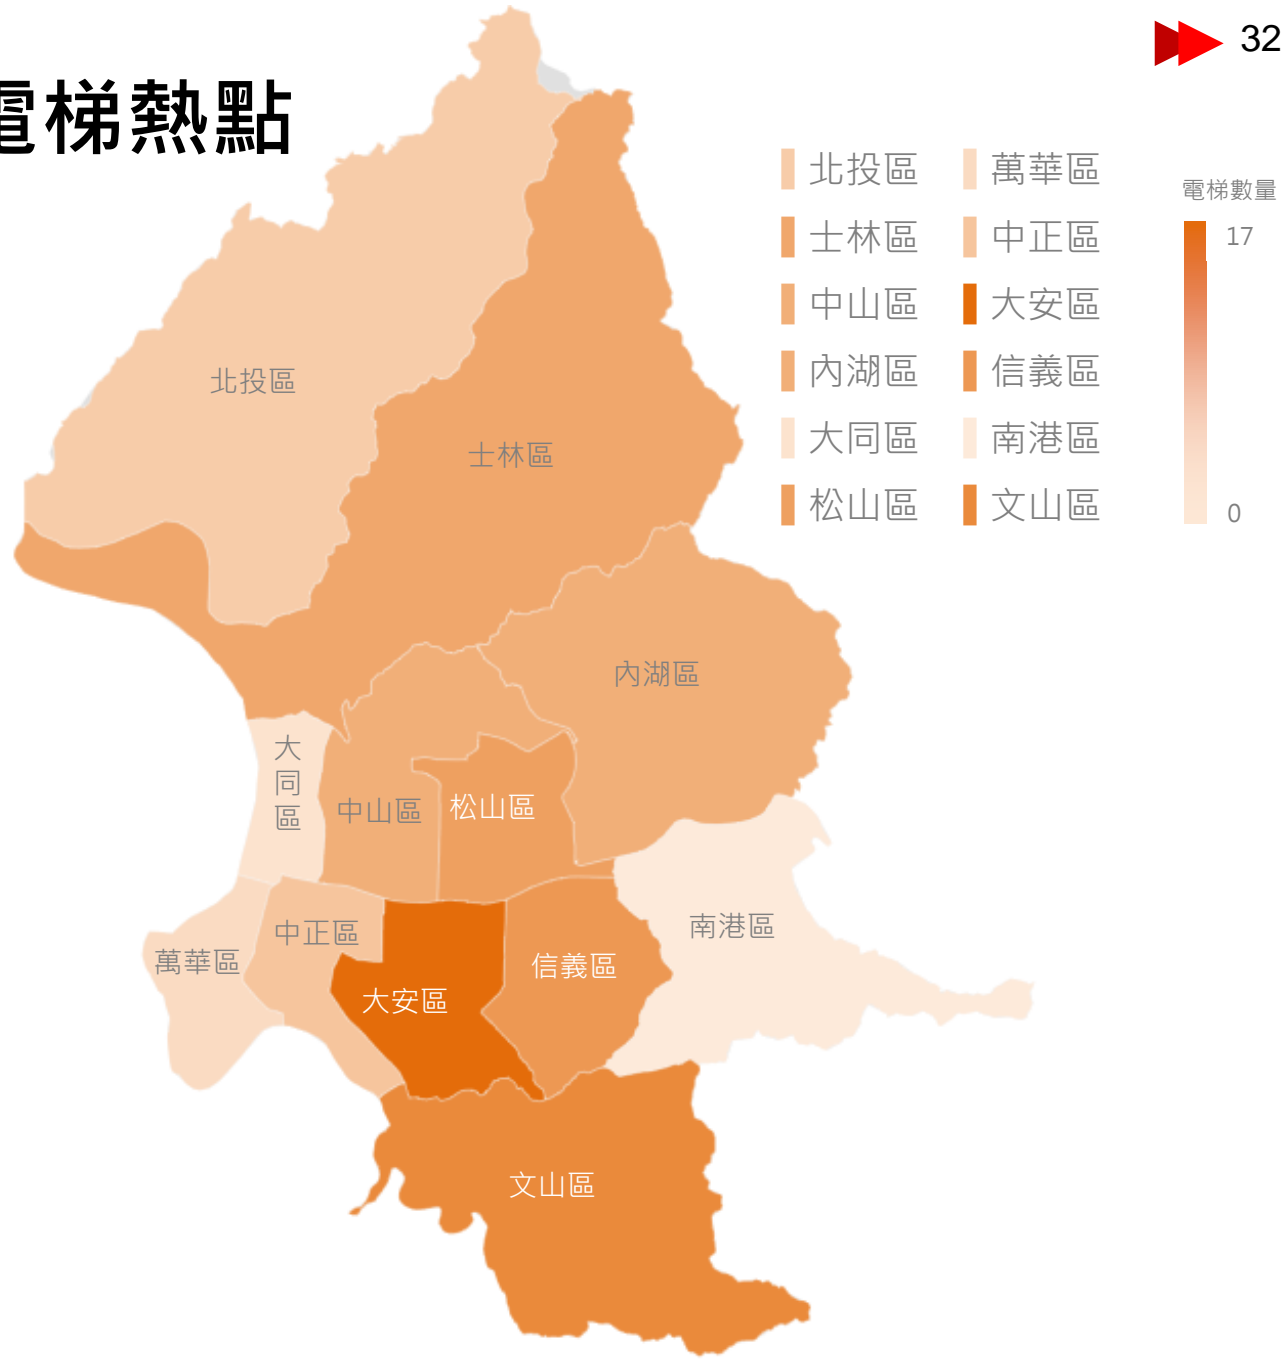 32
電梯熱點
北投區 萬華區
士林區 中正區
中山區 大安區
內湖區 信義區
大同區 南港區
松山區 文山區
電梯數量
17
0
北投區
士林區
內湖區
大同區
中山區
松山區
中正區
南港區
萬華區
信義區
大安區
文山區